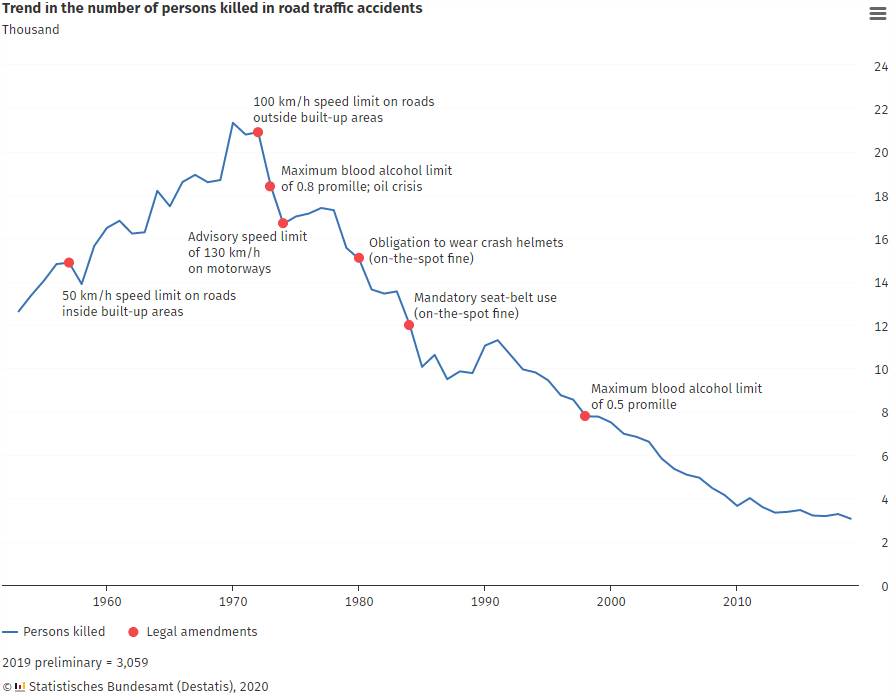 Trend in the number of persons killed in road traffic accidents
Thousand
24
22
20
18
16
14
12
10
8
6
4
2
0
100 km/h speed limit on roads
outside built-up areas
Maximum blood alcohol limit
of 0.8 promille; oil crisis
Advisory speed limit
of 130 km/h
on motorways
Obligation to wear crash helmets
(on-the-spot fine)
50 km/h speed limit on roads
inside built-up areas
Mandatory seat-belt use
(on-the-spot fine)
Maximum blood alcohol limit
of 0.5 promille
1960 1970 1980 1990 2000 2010
Persons killed Legal amendments
2019 preliminary = 3,059
© Statistisches Bundesamt (Destatis), 2020